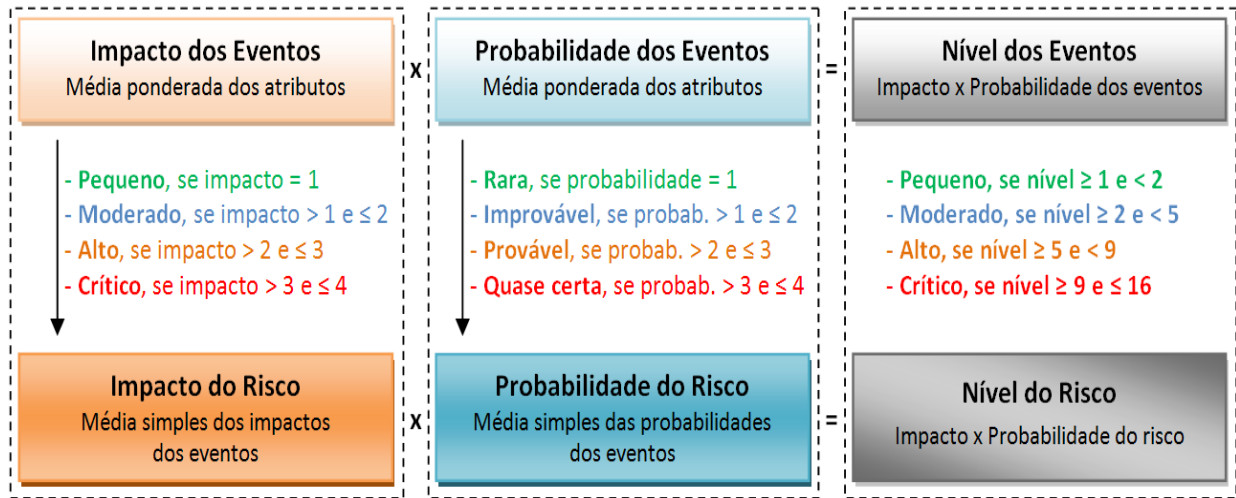 Impacto dos Eventos
Média ponderada dos atributos
x
Probabilidade dos Eventos
Média ponderada dos atributos
=
Nível dos Eventos
Impacto x Probabilidade dos eventos
- Pequeno, se impacto = 1
- Moderado, se impacto > 1 e ≤ 2
- Alto, se impacto > 2 e ≤ 3
- Crítico, se impacto > 3 e ≤ 4
- Rara, se probabilidade = 1
- Improvável, se probab. > 1 e ≤ 2
- Provável, se probab. > 2 e ≤ 3
- Quase certa, se probab. > 3 e ≤ 4
- Pequeno, se nível ≥ 1 e < 2
- Moderado, se nível ≥ 2 e < 5
- Alto, se nível ≥ 5 e < 9
- Crítico, se nível ≥ 9 e ≤ 16
Impacto do Risco
Média simples dos impactos
dos eventos
x
Probabilidade do Risco
Média simples das probabilidades
dos eventos
=
Nível do Risco
Impacto x Probabilidade do risco